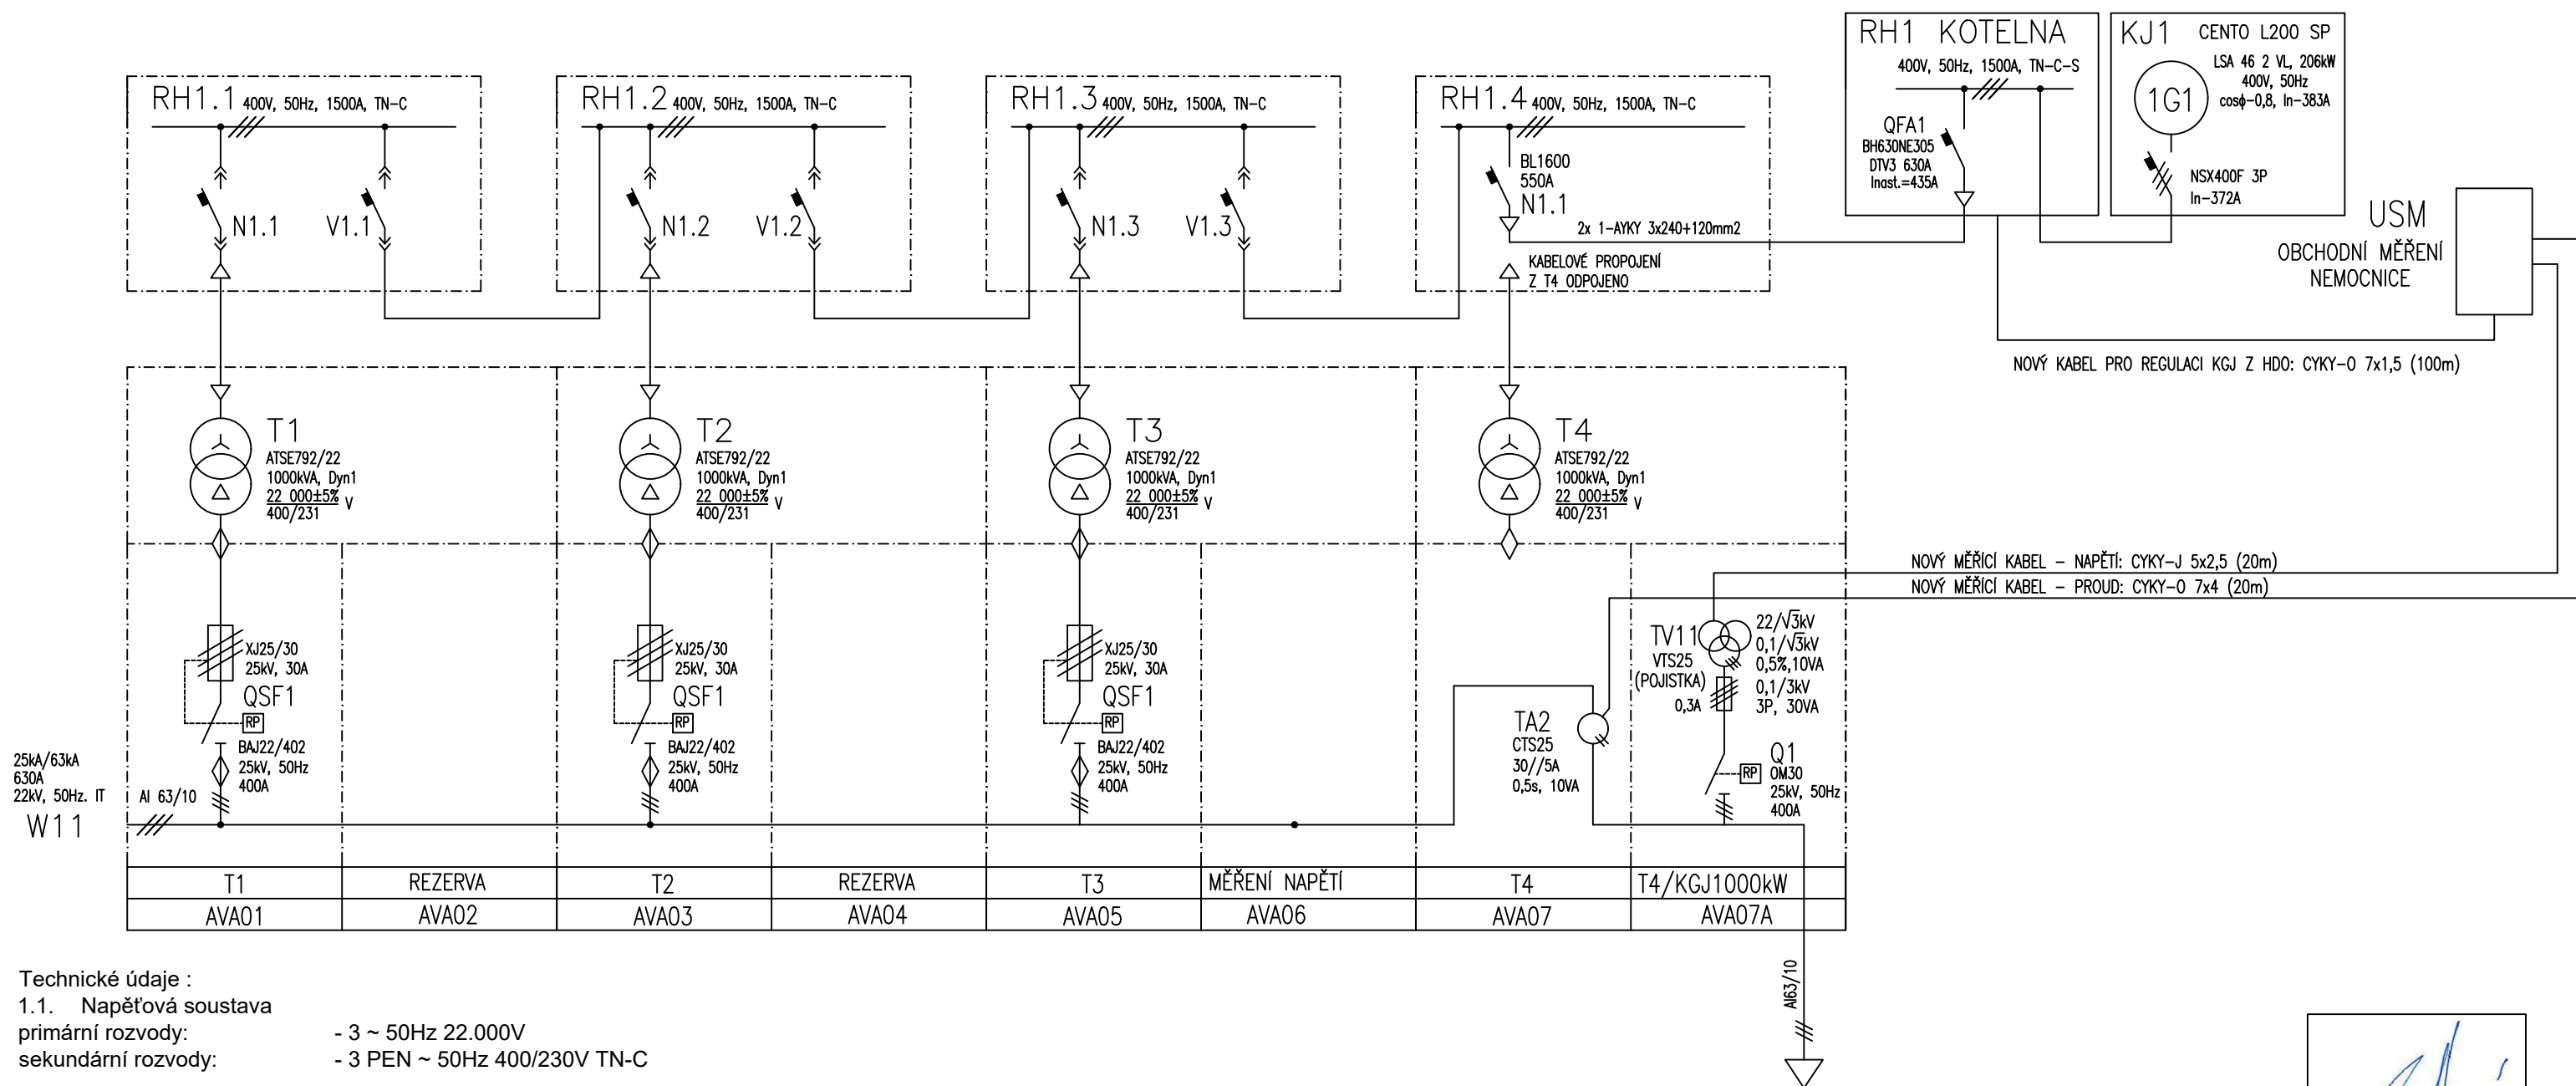 RH1.1 400V, 50Hz, 1500A, TN-C
N1.1
V1.1
RH1.2 400V, 50Hz, 1500A, TN-C
N1.2
V1.2
RH1.3 400V, 50Hz, 1500A, TN-C
N1.3
V1.3
RH1.4 400V, 50Hz, 1500A, TN-C
BL1600
550A
N1.1
2x 1-AYKY 3x240+120mm2
KABELOVÉ PROPOJENÍ
Z T4 ODPOJENO
RH1 KOTELNA
400V, 50Hz, 1500A, TN-C-S
QFA1
BH630NE305
DTV3 630A
Inast.=435A
KJ1 CENTO L200 SP
LSA 46 2 VL, 206kW
400V, 50Hz
cosϕ-0,8, In-383A
1G1
NSX400F 3P
In-372A
USM
OBCHODNÍ MĚŘENÍ
NEMOCNICE
NOVÝ KABEL PRO REGULACI KGJ Z HDO: CYKY-O 7x1,5 (100m)
T1
ATSE792/22
1000kVA, Dyn1
22 000±5% V
400/231
T2
ATSE792/22
1000kVA, Dyn1
22 000±5% V
400/231
T3
ATSE792/22
1000kVA, Dyn1
22 000±5% V
400/231
T4
ATSE792/22
1000kVA, Dyn1
22 000±5% V
400/231
NOVÝ MĚŘÍCÍ KABEL - NAPĚTÍ: CYKY-J 5x2,5 (20m)
NOVÝ MĚŘÍCÍ KABEL - PROUD: CYKY-O 7x4 (20m)
XJ25/30
25kV, 30A
QSF1
RP
BAJ22/402
25kV, 50Hz
400A
XJ25/30
25kV, 30A
QSF1
RP
BAJ22/402
25kV, 50Hz
400A
XJ25/30
25kV, 30A
QSF1
RP
BAJ22/402
25kV, 50Hz
400A
TA2
CTS25
30//5A
0,5s, 10VA
TV11
VTS25
(POJISTKA)
0,3A
22/√3kV
0,1/√3kV
0,5%,10VA
0,1/3kV
3P, 30VA
Q1
RP
OM30
25kV, 50Hz
400A
25kA/63kA
630A
22kV, 50Hz. IT
W11
Al 63/10
T1 REZERVA T2 REZERVA T3 MĚŘENÍ NAPĚTÍ T4 T4/KGJ1000kW
AVA01 AVA02 AVA03 AVA04 AVA05 AVA06 AVA07 AVA07A
Al63/10
Technické údaje :
1.1. Napěťová soustava
primární rozvody: - 3 ~ 50Hz 22.000V
sekundární rozvody: - 3 PEN ~ 50Hz 400/230V TN-C